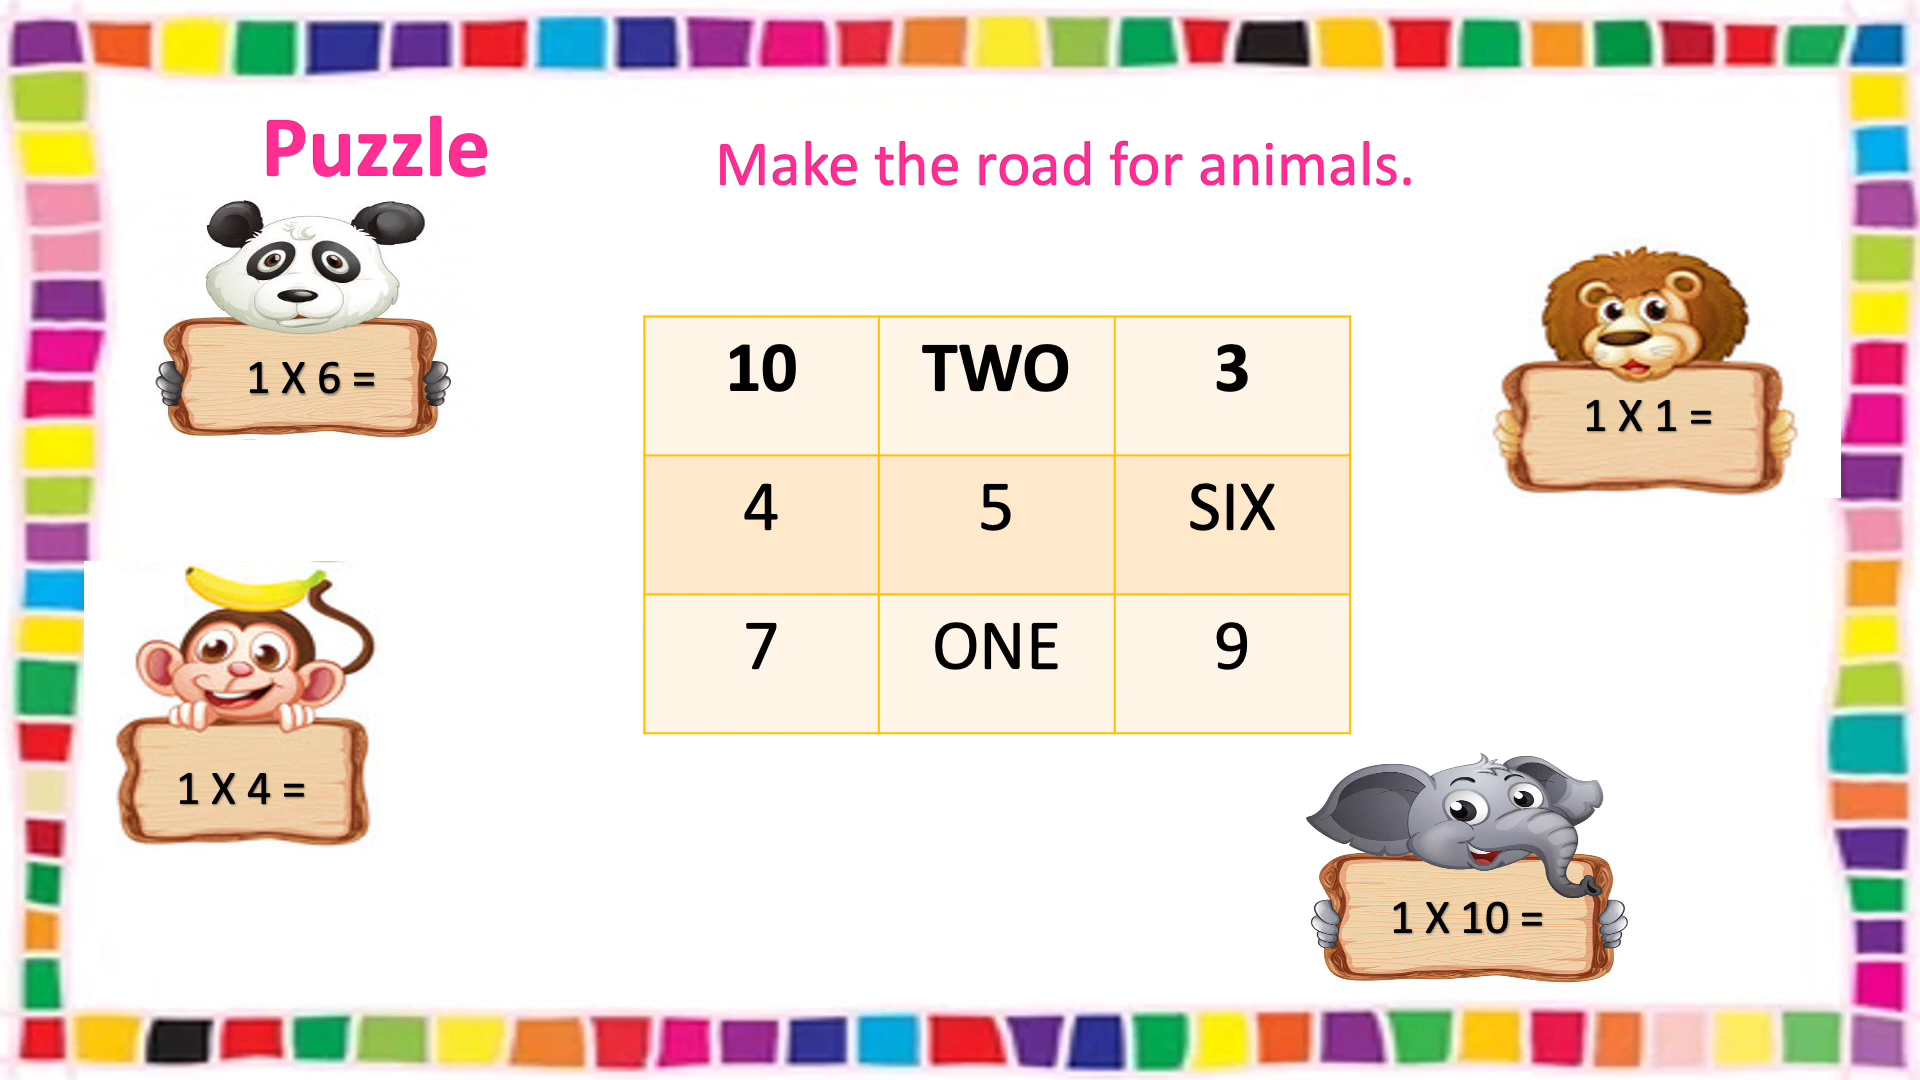 Puzzle
Make the road for animals.
1 X 6 =
1 X 1 =
10 TWO 3
4 5 SIX
7 ONE 9
1 X 4 =
1 X 10 =